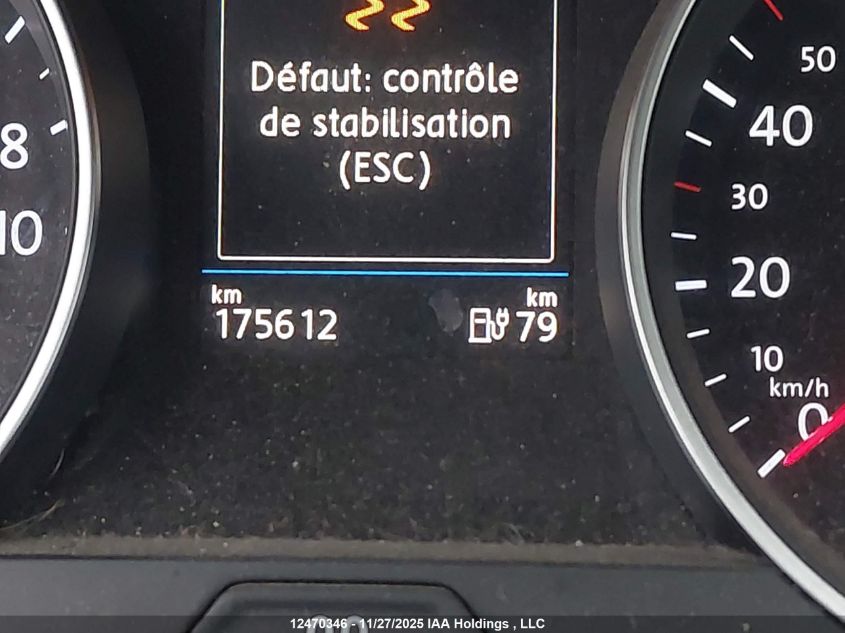 Défaut: contrôle
de stabilisation
(ESC)
km
175612
km
79
8
10
50
40
30
20
10
km/h
0
12470346 - 11/27/2025 IAA Holdings , LLC